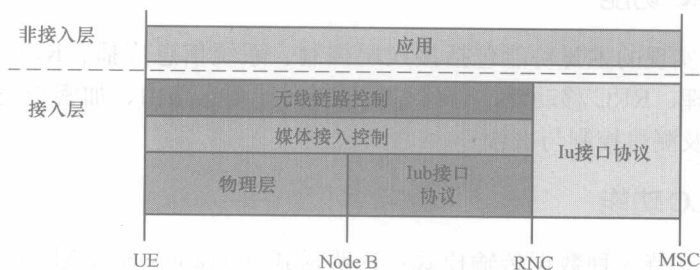 非接入层
应用
接入层
无线链路控制
媒体接入控制
物理层
Iub接口
协议
Iu接口协议
UE
Node B
RNC
MSC